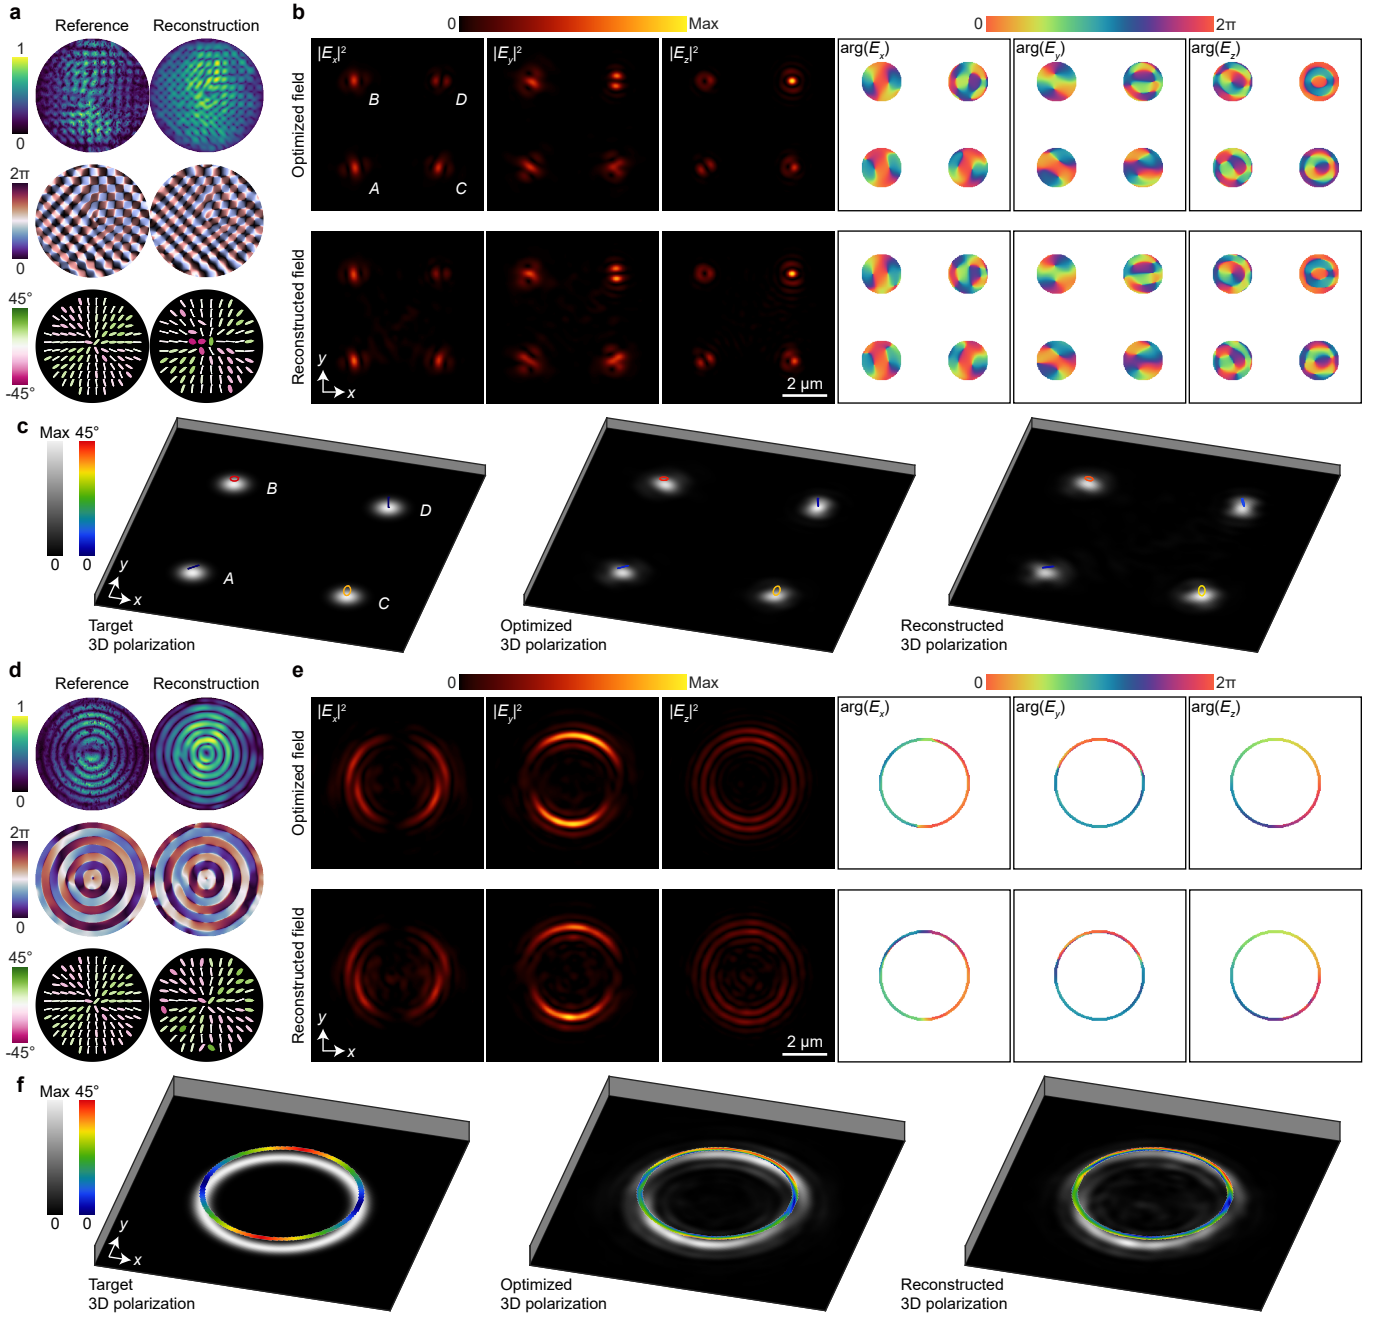 a
Reference
Reconstruction
1
0
2π
0
45°
-45°
b
0
Max
0
2π
Optimized field
|Ex|²
|Ey|²
|Ez|²
arg(Ex)
arg(Ey)
arg(Ez)
B
D
A
C
Reconstructed field
y
x
2 μm
c
Max
45°
0
0
y
x
B
D
A
C
Target
3D polarization
Optimized
3D polarization
Reconstructed
3D polarization
d
Reference
Reconstruction
1
0
2π
0
45°
-45°
e
0
Max
0
2π
Optimized field
|Ex|²
|Ey|²
|Ez|²
arg(Ex)
arg(Ey)
arg(Ez)
Reconstructed field
y
x
2 μm
f
Max
45°
0
0
y
x
Target
3D polarization
Optimized
3D polarization
Reconstructed
3D polarization